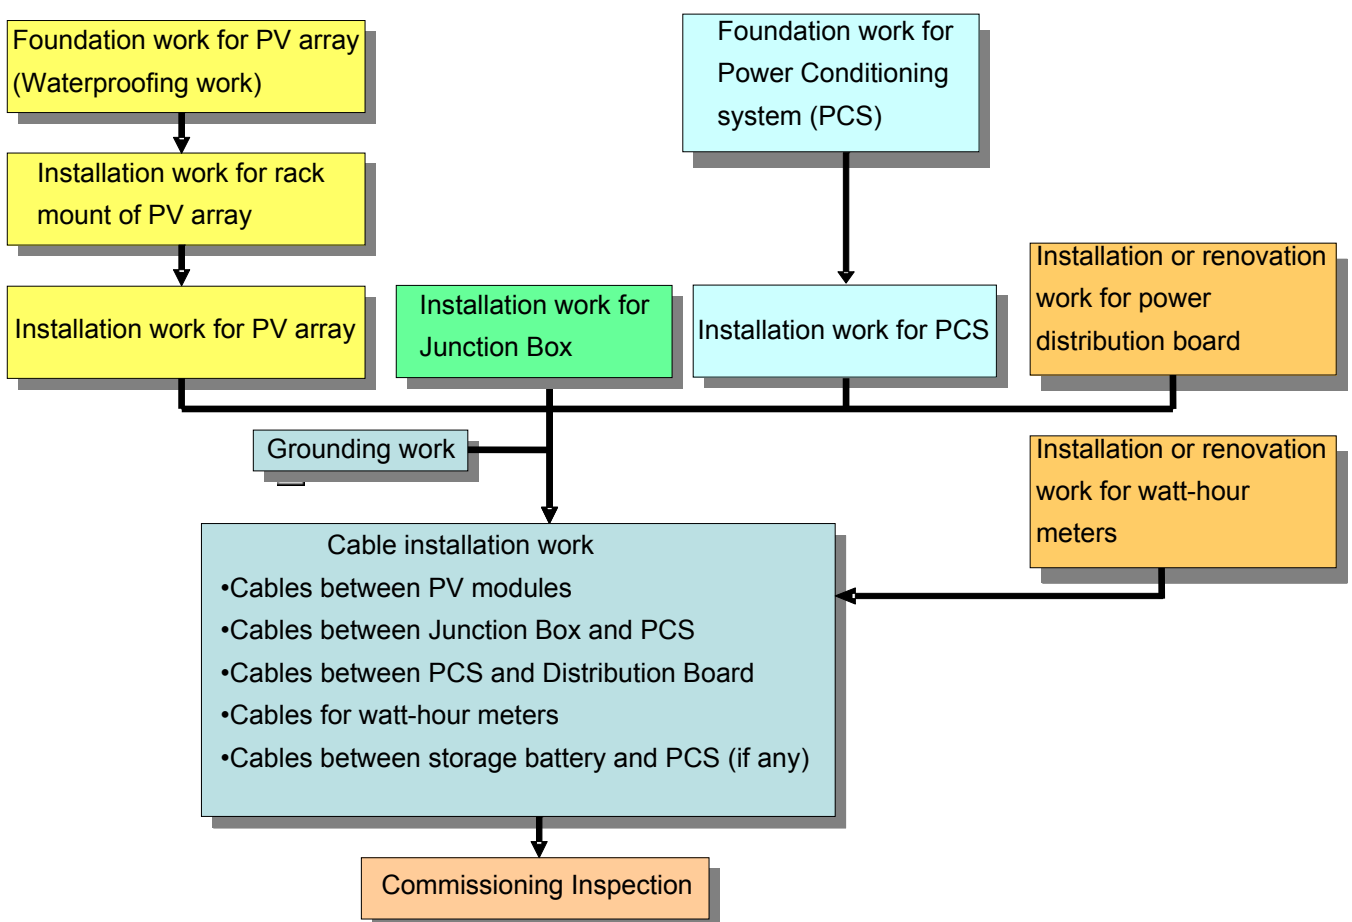 Foundation work for PV array
(Waterproofing work)
Foundation work for
Power Conditioning
system (PCS)
Installation work for rack
mount of PV array
Installation work for PV array
Installation work for
Junction Box
Installation work for PCS
Installation or renovation
work for power
distribution board
Grounding work
Installation or renovation
work for watt-hour
meters
Cable installation work
•Cables between PV modules
•Cables between Junction Box and PCS
•Cables between PCS and Distribution Board
•Cables for watt-hour meters
•Cables between storage battery and PCS (if any)
Commissioning Inspection